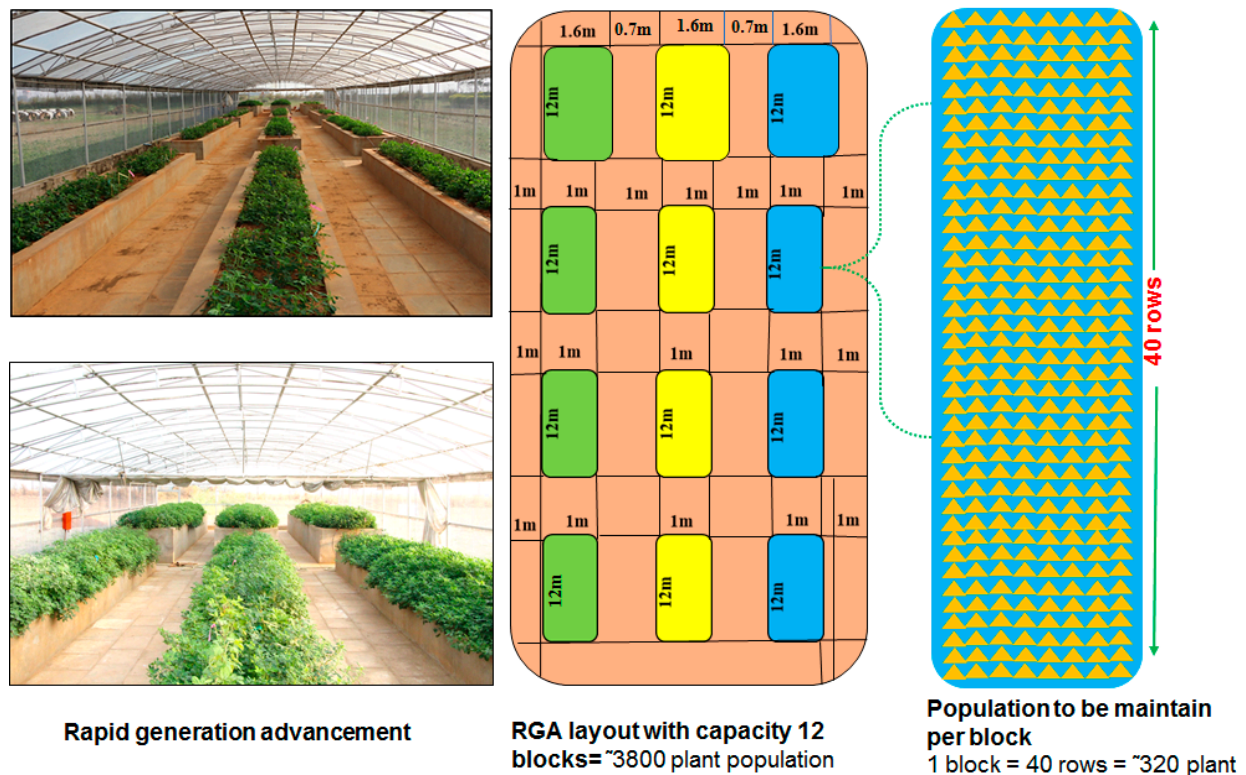 1.6m 0.7m 1.6m 0.7m 1.6m
12m 12m 12m
1m 1m 1m 1m 1m 1m 1m
12m 12m 12m
1m 1m 1m 1m 1m
12m 12m 12m
1m 1m 1m 1m 1m
12m 12m 12m
40 rows
Rapid generation advancement
RGA layout with capacity 12
blocks= ~3800 plant population
Population to be maintain
per block
1 block = 40 rows = ~320 plant